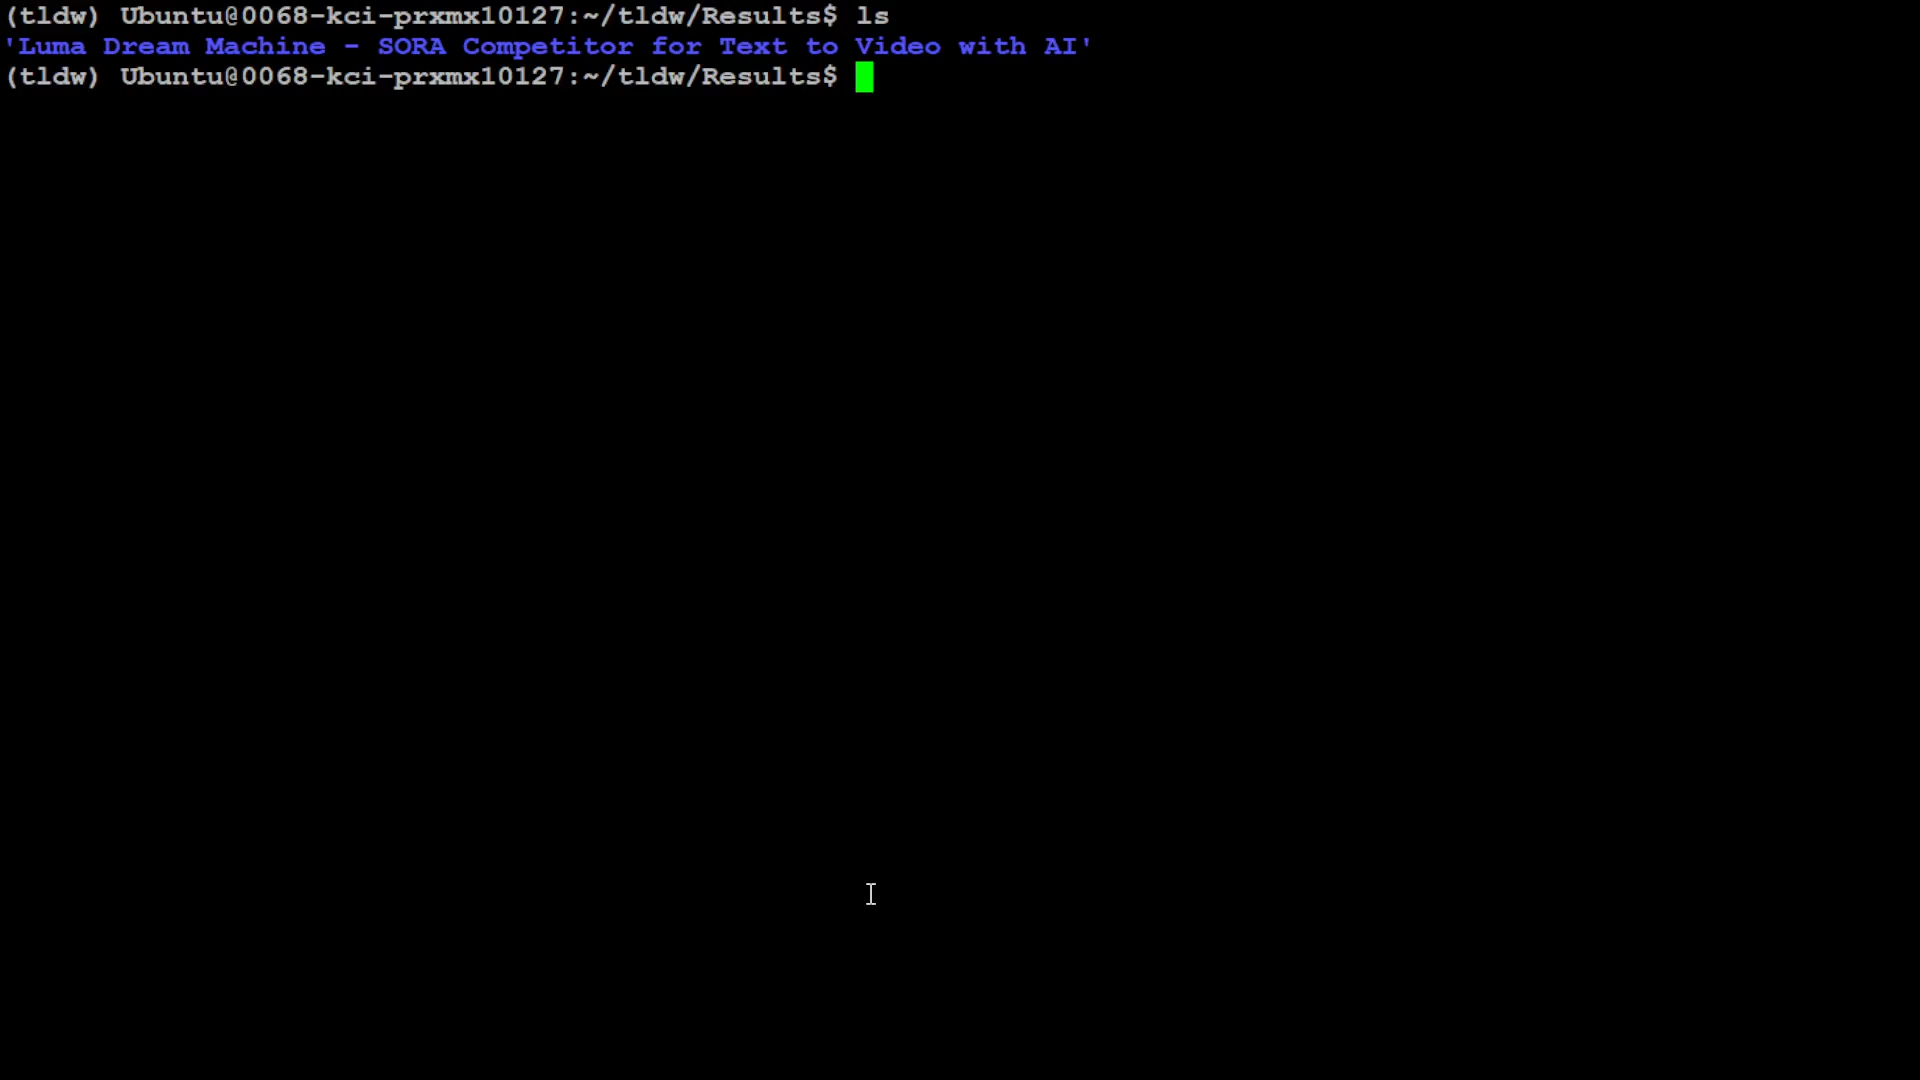 (tldw) Ubuntu@0068-kci-prxmx10127:~/tldw/Results$ ls
'Luma Dream Machine - SORA Competitor for Text to Video with AI'
(tldw) Ubuntu@0068-kci-prxmx10127:~/tldw/Results$